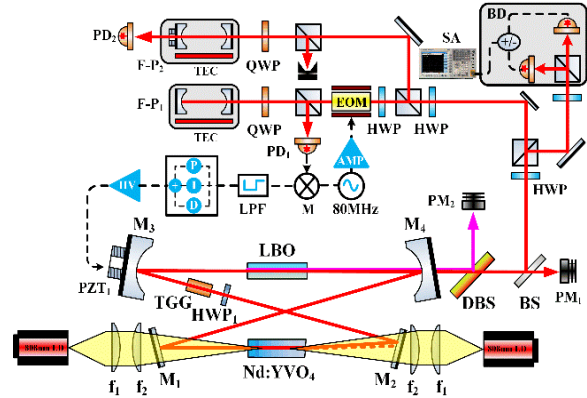 PD₂
F-P₂
TEC
QWP
SA
BD
+/-
F-P₁
TEC
QWP
EOM
HWP
HWP
PD₁
AMP
HV
P
+ I
D
LPF
M
80MHz
HWP
PM₂
M₃
LBO
M₄
PZT₁
TGG
HWP₁
DBS
BS
PM₁
808nm LD
f₁
f₂
M₁
Nd:YVO₄
M₂
f₂
f₁
808nm LD